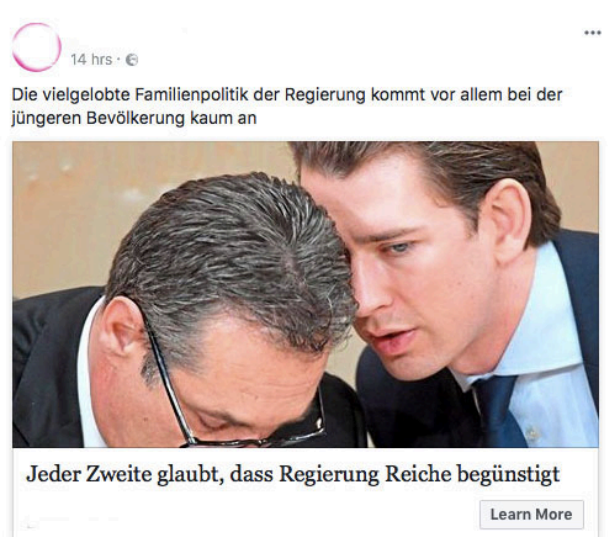 14 hrs ·
Die vielgelobte Familienpolitik der Regierung kommt vor allem bei der
jüngeren Bevölkerung kaum an
Jeder Zweite glaubt, dass Regierung Reiche begünstigt
Learn More